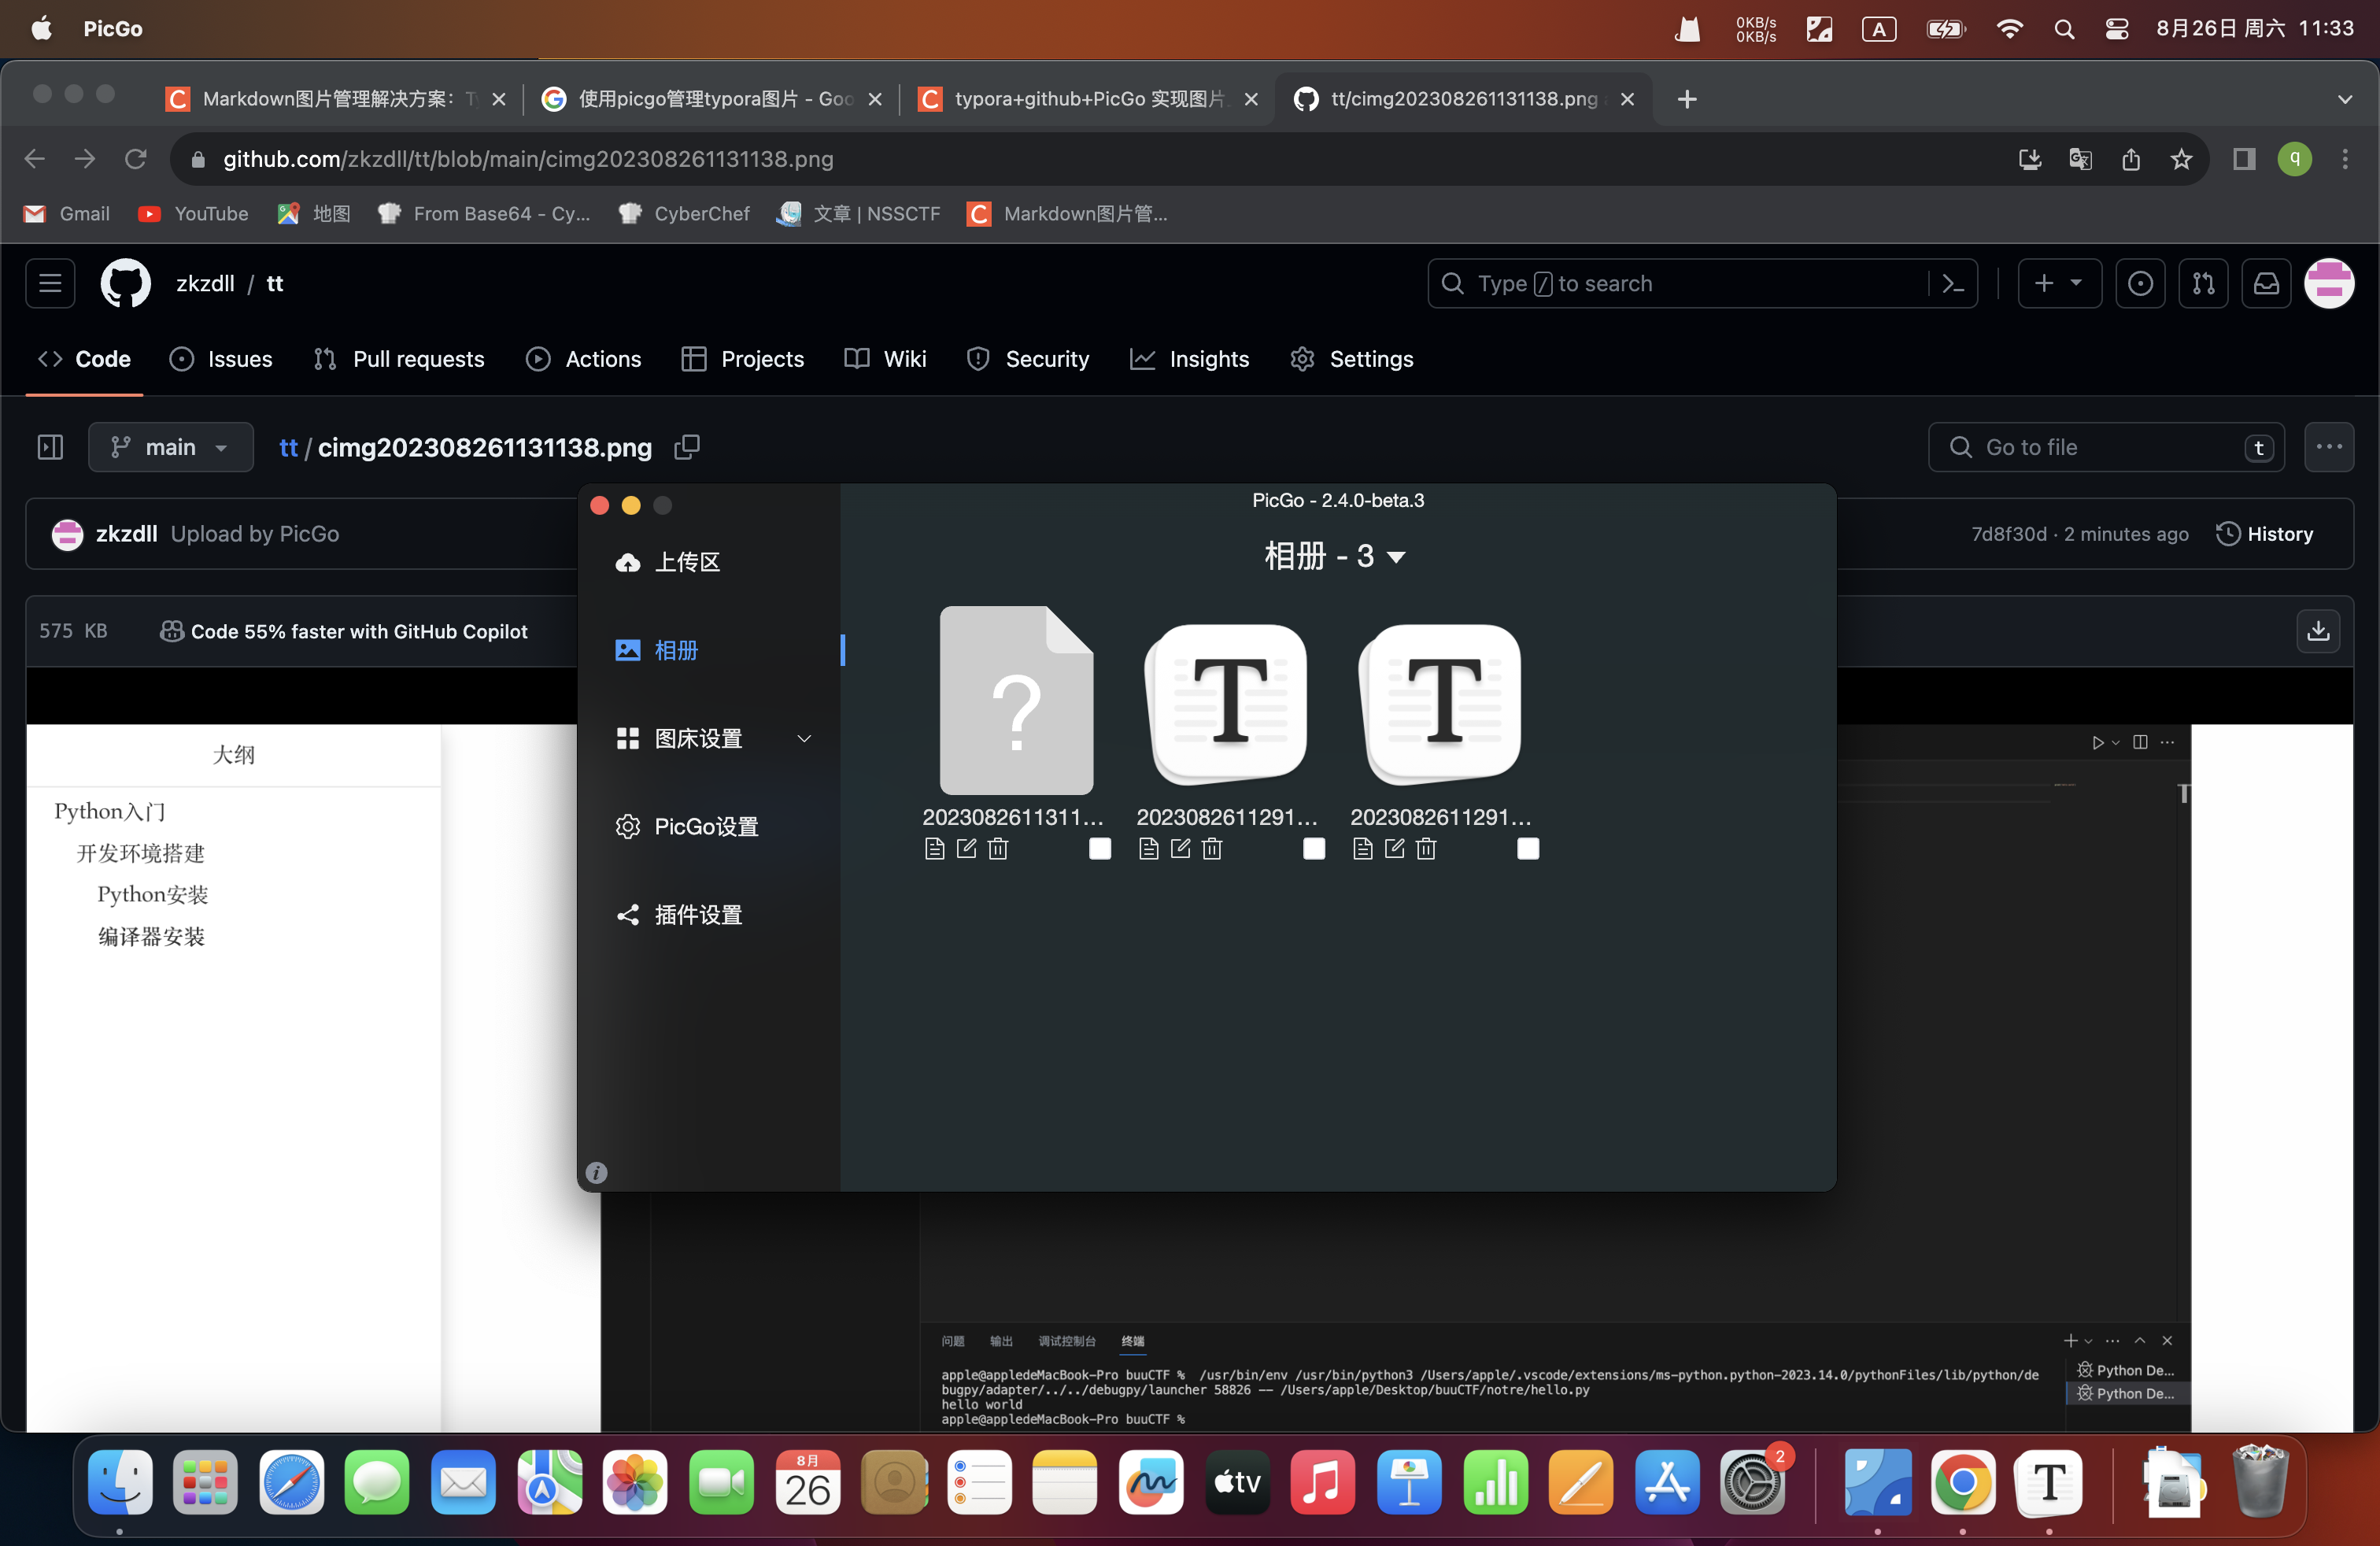 PicGo
0KB/s
0KB/s
A
8月26日 周六 11:33
Markdown图片管理解决方案：Ty
使用picgo管理typora图片 - Goo
typora+github+PicGo 实现图片
tt/cimg202308261131138.png
github.com/zkzdll/tt/blob/main/cimg202308261131138.png
q
Gmail
YouTube
地图
From Base64 - Cy...
CyberChef
文章 | NSSCTF
Markdown图片管...
zkzdll / tt
Type / to search
Code
Issues
Pull requests
Actions
Projects
Wiki
Security
Insights
Settings
main
tt / cimg202308261131138.png
Go to file
t
zkzdll Upload by PicGo
7d8f30d · 2 minutes ago
History
575 KB
Code 55% faster with GitHub Copilot
PicGo - 2.4.0-beta.3
相册 - 3
上传区
相册
图床设置
PicGo设置
插件设置
?
T
T
2023082611311...
2023082611291...
2023082611291...
大纲
Python入门
开发环境搭建
Python安装
编译器安装
T
问题 输出 调试控制台 终端
apple@appledeMacBook-Pro buuCTF % /usr/bin/env /usr/bin/python3 /Users/apple/.vscode/extensions/ms-python.python-2023.14.0/pythonFiles/lib/python/de
bugpy/adapter/../../debugpy/launcher 58826 -- /Users/apple/Desktop/buuCTF/notre/hello.py
hello world
apple@appledeMacBook-Pro buuCTF %
Python De...
Python De...
8月
26
tv
2
T